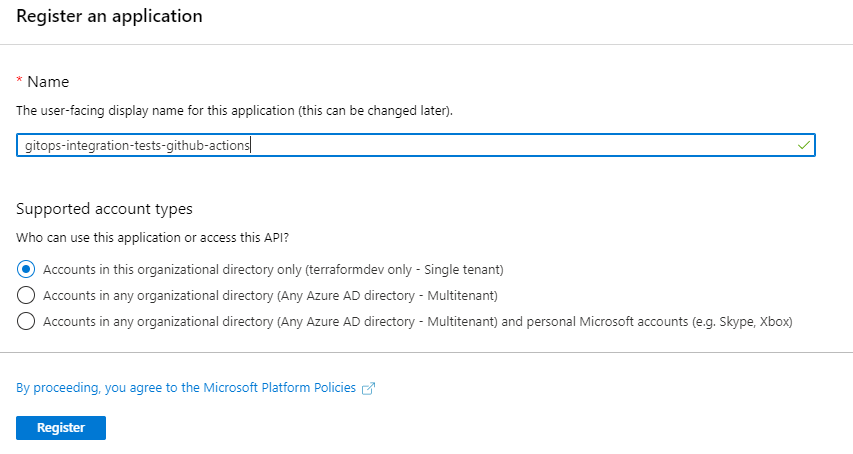 Register an application
* Name
The user-facing display name for this application (this can be changed later).
gitops-integration-tests-github-actions
Supported account types
Who can use this application or access this API?
Accounts in this organizational directory only (terraformdev only - Single tenant)
Accounts in any organizational directory (Any Azure AD directory - Multitenant)
Accounts in any organizational directory (Any Azure AD directory - Multitenant) and personal Microsoft accounts (e.g. Skype, Xbox)
By proceeding, you agree to the Microsoft Platform Policies
Register